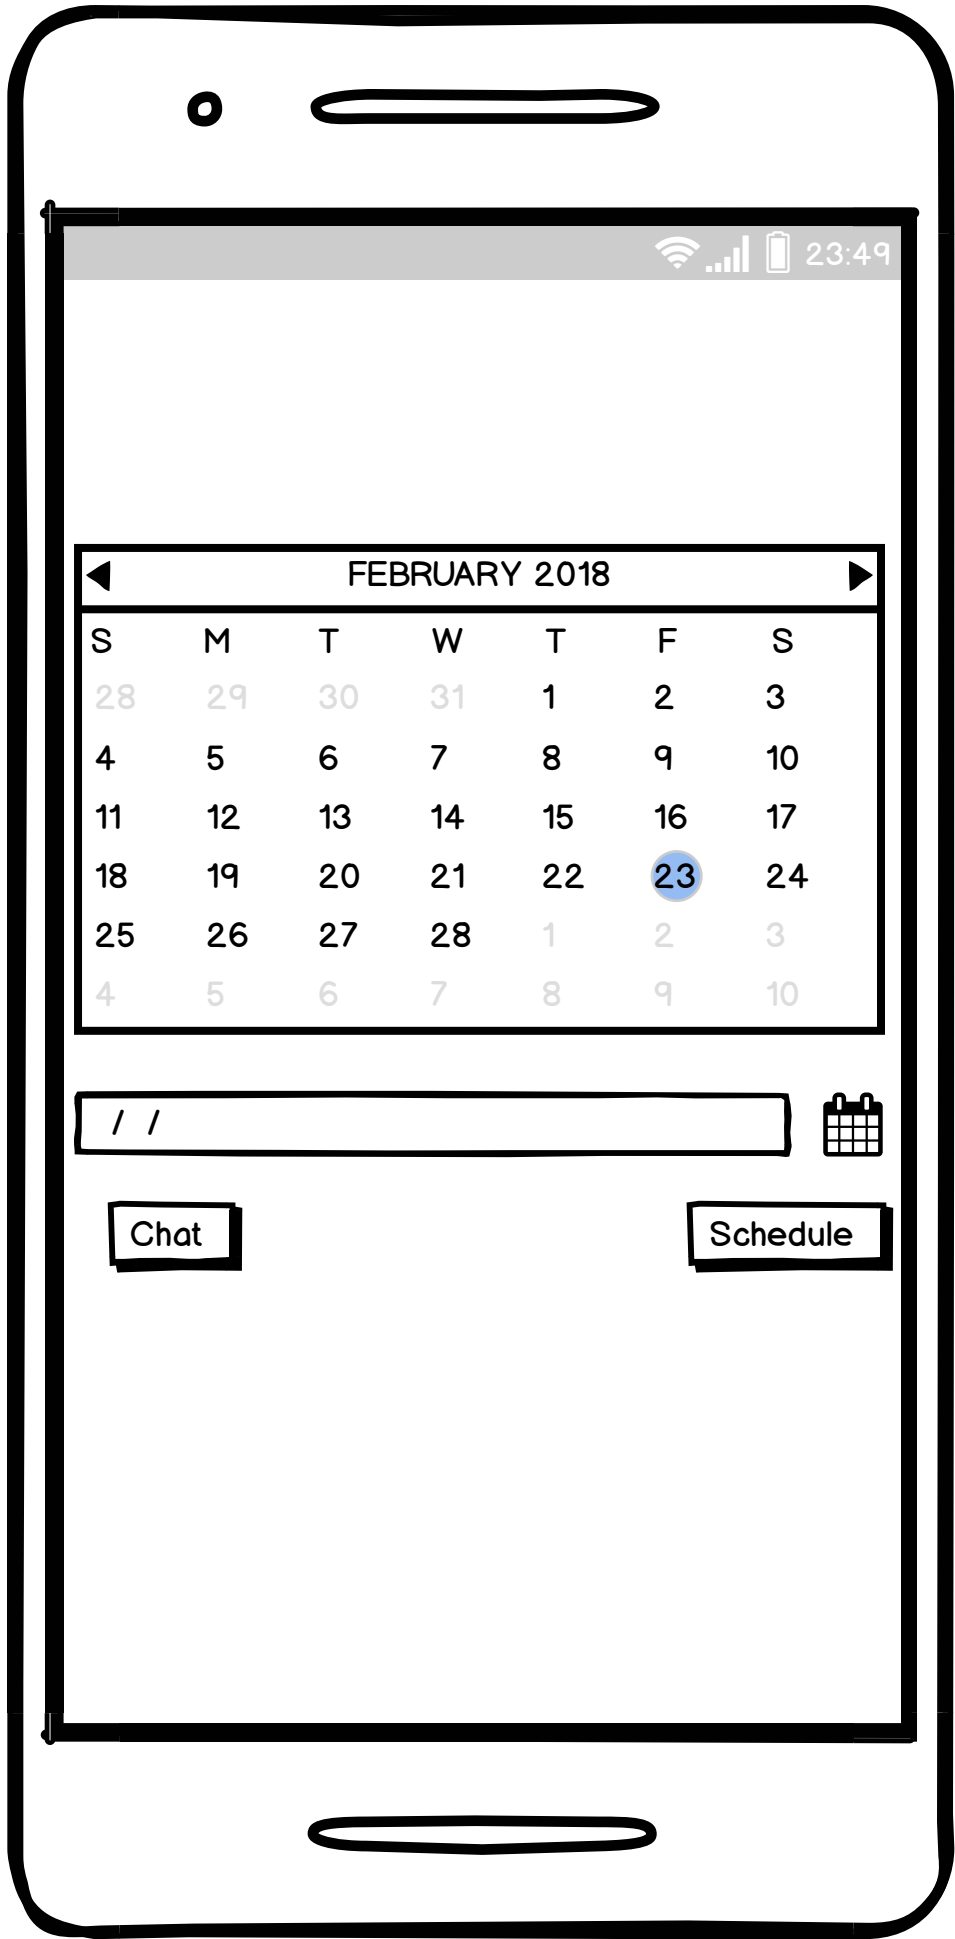 23:49
FEBRUARY 2018
S M T W T F S
28 29 30 31 1 2 3
4 5 6 7 8 9 10
11 12 13 14 15 16 17
18 19 20 21 22 23 24
25 26 27 28 1 2 3
4 5 6 7 8 9 10
/ /
Chat Schedule